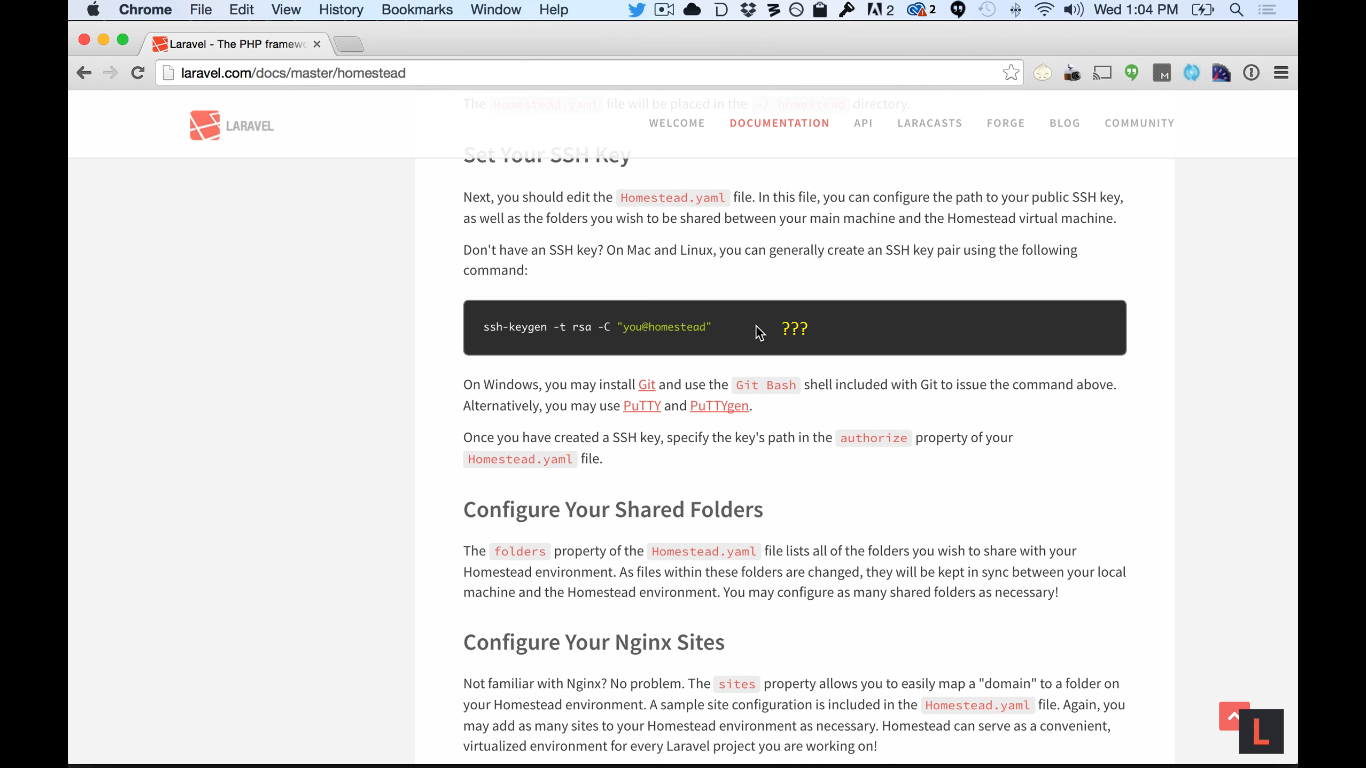 Chrome File Edit View History Bookmarks Window Help 2 2 Wed 1:04 PM
Laravel - The PHP framewo
laravel.com/docs/master/homestead
The Homestead.yaml file will be placed in the ~/.homestead directory.
LARAVEL WELCOME DOCUMENTATION API LARACASTS FORGE BLOG COMMUNITY
Set Your SSH Key
Next, you should edit the Homestead.yaml file. In this file, you can configure the path to your public SSH key,
as well as the folders you wish to be shared between your main machine and the Homestead virtual machine.
Don't have an SSH key? On Mac and Linux, you can generally create an SSH key pair using the following
command:
ssh-keygen -t rsa -C "you@homestead" ???
On Windows, you may install Git and use the Git Bash shell included with Git to issue the command above.
Alternatively, you may use PuTTY and PuTTYgen.
Once you have created a SSH key, specify the key's path in the authorize property of your
Homestead.yaml file.
Configure Your Shared Folders
The folders property of the Homestead.yaml file lists all of the folders you wish to share with your
Homestead environment. As files within these folders are changed, they will be kept in sync between your local
machine and the Homestead environment. You may configure as many shared folders as necessary!
Configure Your Nginx Sites
Not familiar with Nginx? No problem. The sites property allows you to easily map a "domain" to a folder on
your Homestead environment. A sample site configuration is included in the Homestead.yaml file. Again, you
may add as many sites to your Homestead environment as necessary. Homestead can serve as a convenient,
virtualized environment for every Laravel project you are working on!
L